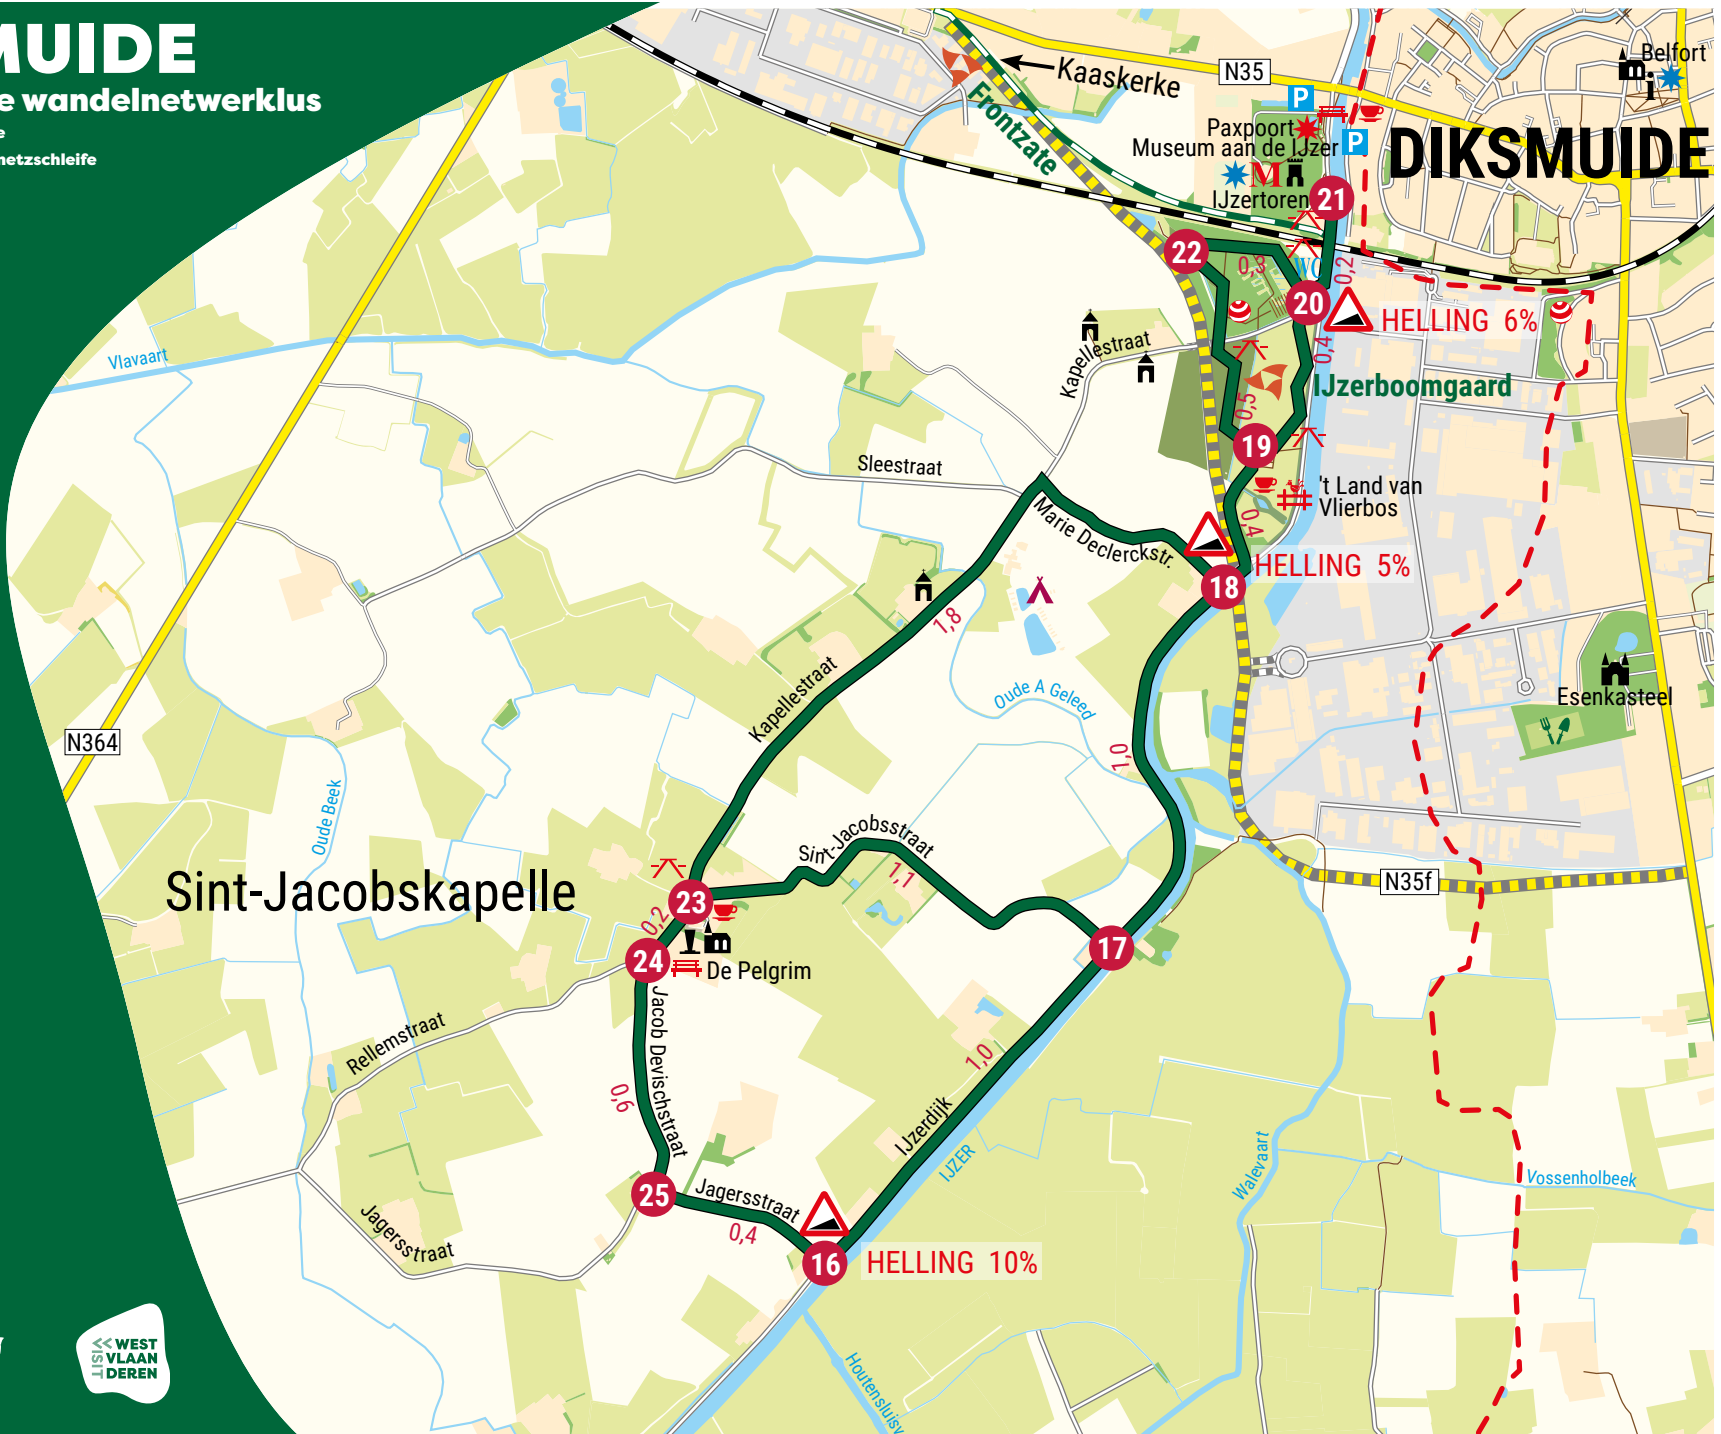 MUIDE
e wandelnetwerklus
e
netzschleife
Kaaskerke
N35
Belfort
i
P
Frontzate
Paxpoort
Museum aan de IJzer
P
DIKSMUIDE
M
IJzertoren
21
22
0,3
WC
0,2
20
HELLING 6%
Kapellestraat
0,4
Vlavaart
IJzerboomgaard
0,5
19
Sleestraat
't Land van
Vlierbos
Marie Declerckstr.
0,4
HELLING 5%
18
1,8
Kapellestraat
Oude A Geleed
Esenkasteel
N364
1,0
Oude Beek
Sint-Jacobsstraat
1,1
N35f
Sint-Jacobskapelle
23
0,2
17
24
De Pelgrim
Jacob Devischstraat
Rellemstraat
1,0
0,6
IJzerdijk
IJZER
Walevaart
Vossenholbeek
25
Jagersstraat
0,4
Jagersstraat
16
HELLING 10%
Houtensluisv
VISIT
WEST
VLAAN
DEREN